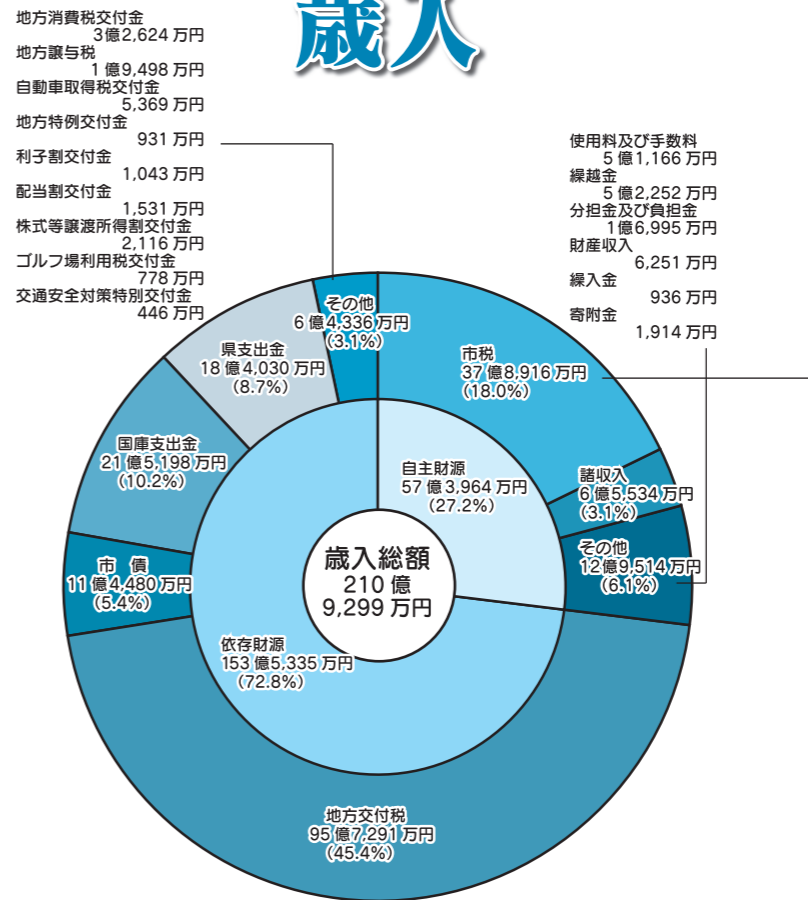 歳入
地方消費税交付金
3億2,624万円
地方譲与税
1億9,498万円
自動車取得税交付金
5,369万円
地方特例交付金
931万円
利子割交付金
1,043万円
配当割交付金
1,531万円
株式等譲渡所得割交付金
2,116万円
ゴルフ場利用税交付金
778万円
交通安全対策特別交付金
446万円
使用料及び手数料
5億1,166万円
繰越金
5億2,252万円
分担金及び負担金
1億6,995万円
財産収入
6,251万円
繰入金
936万円
寄附金
1,914万円
その他
6億4,336万円
(3.1%)
県支出金
18億4,030万円
(8.7%)
国庫支出金
21億5,198万円
(10.2%)
市債
11億4,480万円
(5.4%)
市税
37億8,916万円
(18.0%)
諸収入
6億5,534万円
(3.1%)
その他
12億9,514万円
(6.1%)
自主財源
57億3,964万円
(27.2%)
歳入総額
210億
9,299万円
依存財源
153億5,335万円
(72.8%)
地方交付税
95億7,291万円
(45.4%)